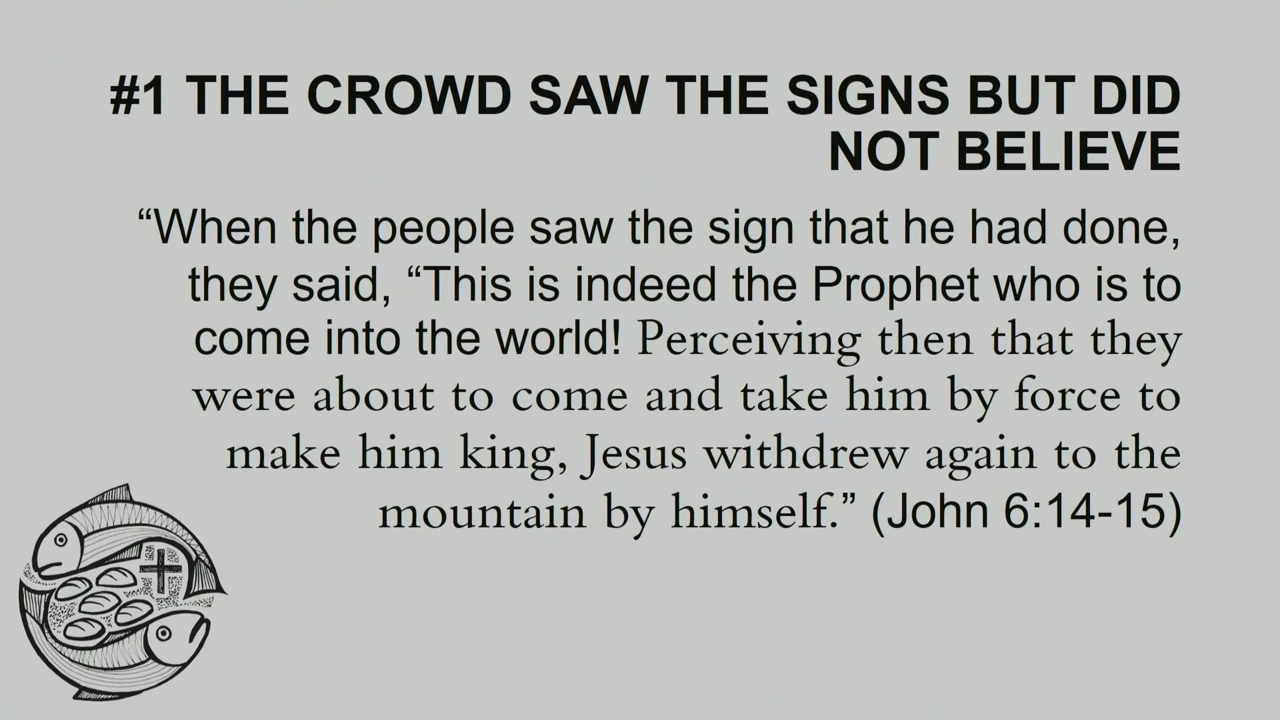 #1 THE CROWD SAW THE SIGNS BUT DID
NOT BELIEVE
“When the people saw the sign that he had done,
they said, “This is indeed the Prophet who is to
come into the world! Perceiving then that they
were about to come and take him by force to
make him king, Jesus withdrew again to the
mountain by himself.” (John 6:14-15)